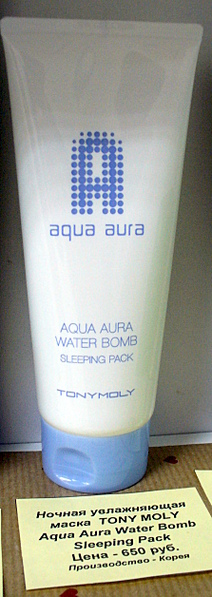 A
aqua aura
AQUA AURA
WATER BOMB
SLEEPING PACK
TONYMOLY
Ночная увлажняющая
маска TONY MOLY
Aqua Aura Water Bomb
Sleeping Pack
Цена - 650 руб.
Производство - Корея